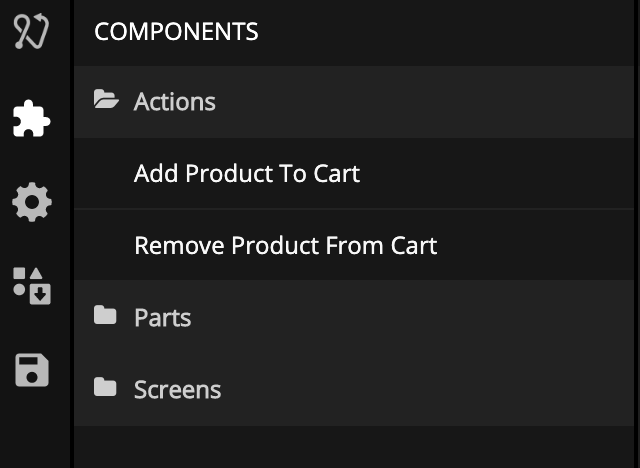 COMPONENTS
Actions
Add Product To Cart
Remove Product From Cart
Parts
Screens